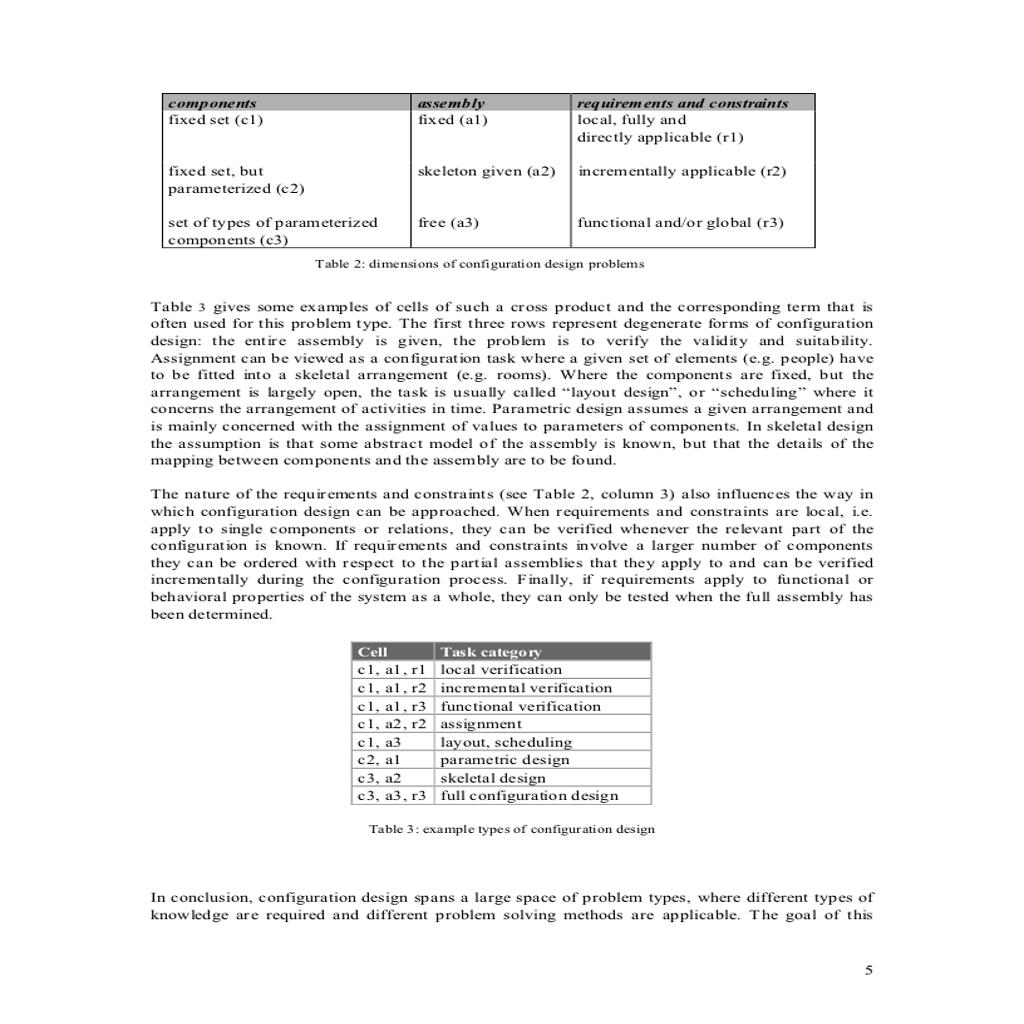 components assembly requirements and constraints
fixed set (c1) fixed (a1) local, fully and
directly applicable (r1)
fixed set, but skeleton given (a2) incrementally applicable (r2)
parameterized (c2)
set of types of parameterized free (a3) functional and/or global (r3)
components (c3)
Table 2: dimensions of configuration design problems
Table 3 gives some examples of cells of such a cross product and the corresponding term that is
often used for this problem type. The first three rows represent degenerate forms of configuration
design: the entire assembly is given, the problem is to verify the validity and suitability.
Assignment can be viewed as a configuration task where a given set of elements (e.g. people) have
to be fitted into a skeletal arrangement (e.g. rooms). Where the components are fixed, but the
arrangement is largely open, the task is usually called “layout design”, or “scheduling” where it
concerns the arrangement of activities in time. Parametric design assumes a given arrangement and
is mainly concerned with the assignment of values to parameters of components. In skeletal design
the assumption is that some abstract model of the assembly is known, but that the details of the
mapping between components and the assembly are to be found.
The nature of the requirements and constraints (see Table 2, column 3) also influences the way in
which configuration design can be approached. When requirements and constraints are local, i.e.
apply to single components or relations, they can be verified whenever the relevant part of the
configuration is known. If requirements and constraints involve a larger number of components
they can be ordered with respect to the partial assemblies that they apply to and can be verified
incrementally during the configuration process. Finally, if requirements apply to functional or
behavioral properties of the system as a whole, they can only be tested when the full assembly has
been determined.
Cell Task category
c1, a1, r1 local verification
c1, a1, r2 incremental verification
c1, a1, r3 functional verification
c1, a2, r2 assignment
c1, a3 layout, scheduling
c2, a1 parametric design
c3, a2 skeletal design
c3, a3, r3 full configuration design
Table 3: example types of configuration design
In conclusion, configuration design spans a large space of problem types, where different types of
knowledge are required and different problem solving methods are applicable. The goal of this
5